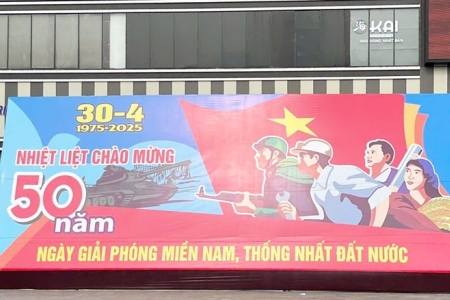 海 KAI
30-4
1975-2025
NHIỆT LIỆT CHÀO MỪNG
50 năm
NGÀY GIẢI PHÓNG MIỀN NAM, THỐNG NHẤT ĐẤT NƯỚC